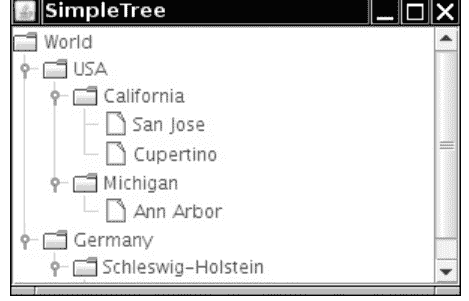 SimpleTree
World
USA
California
San Jose
Cupertino
Michigan
Ann Arbor
Germany
Schleswig-Holstein